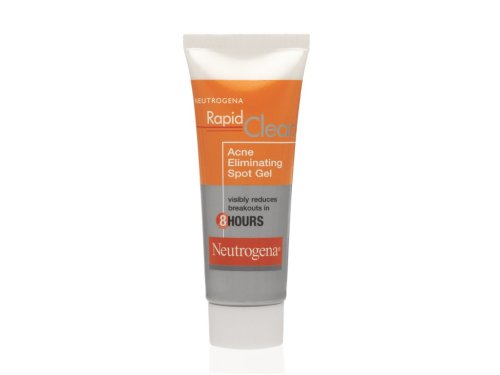 NEUTROGENA
Rapid
Clear
Acne
Eliminating
Spot Gel
visibly reduces
breakouts in
8 HOURS
Neutrogena®